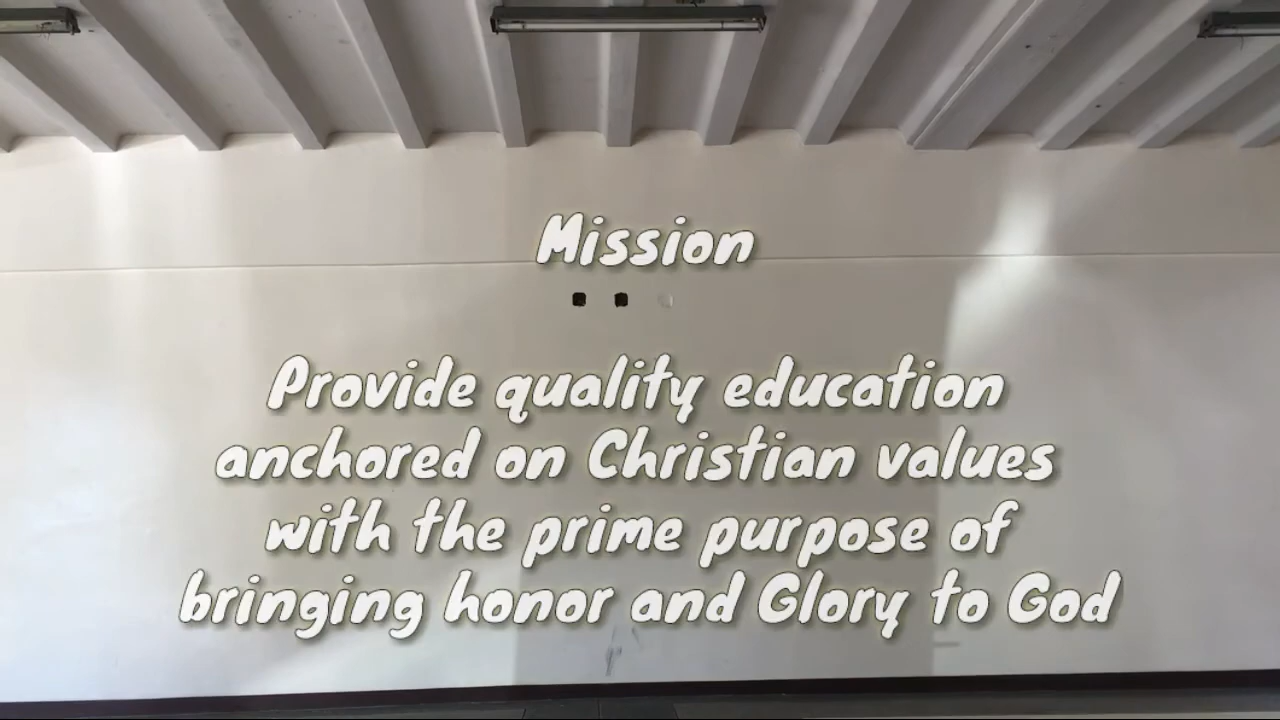 Mission
Provide quality education
anchored on Christian values
with the prime purpose of
bringing honor and Glory to God